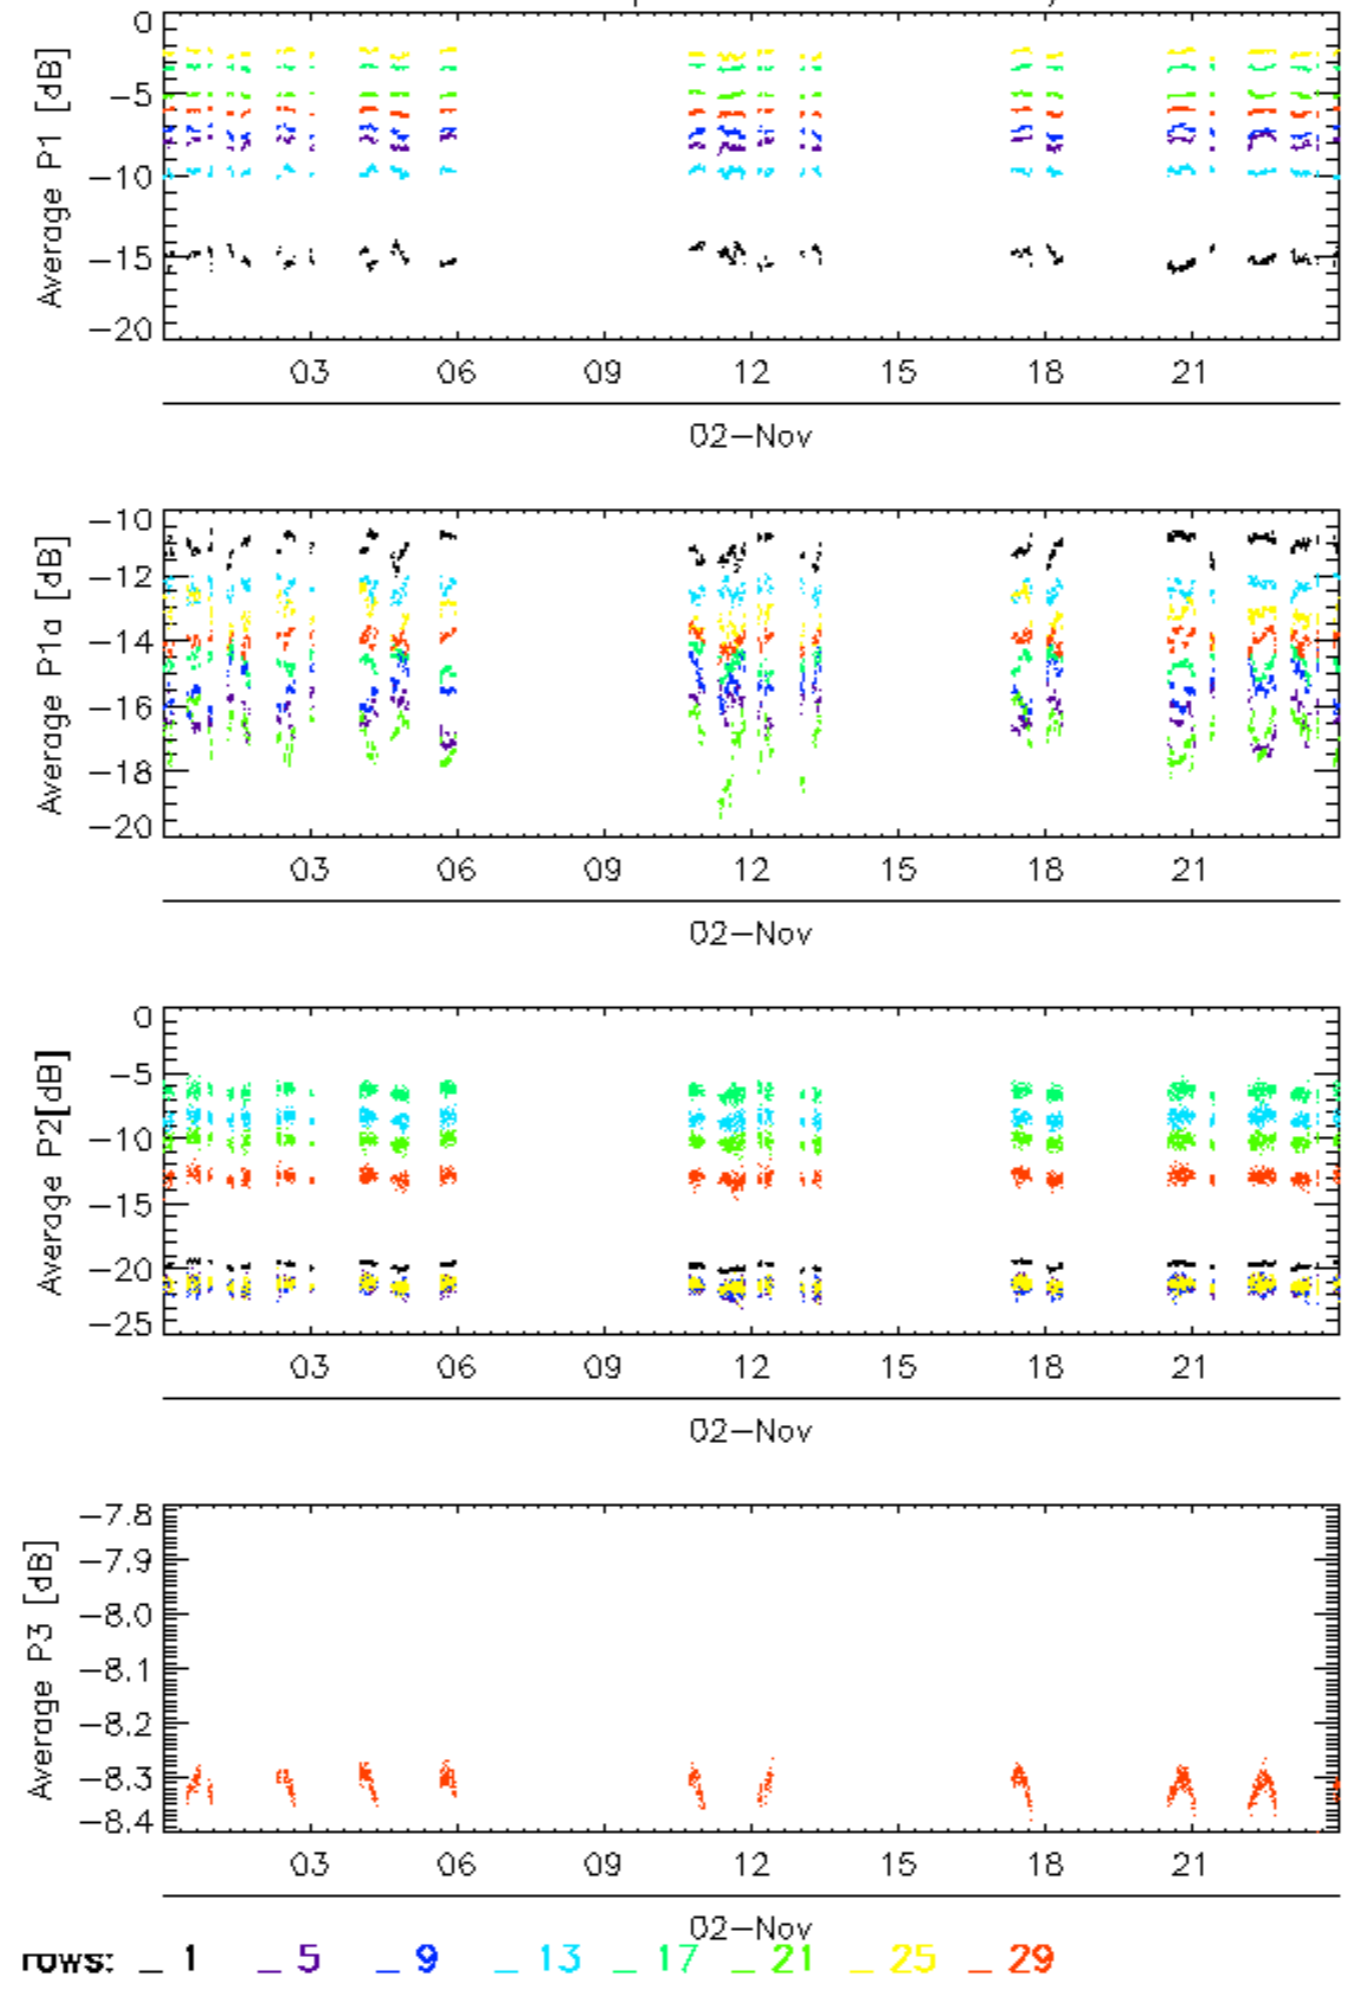 Average P1 [dB]
0
−5
−10
−15
−20
03 06 09 12 15 18 21
02−Nov
Average P1a [dB]
−10
−12
−14
−16
−18
−20
03 06 09 12 15 18 21
02−Nov
Average P2[dB]
0
−5
−10
−15
−20
−25
03 06 09 12 15 18 21
02−Nov
Average P3 [dB]
−7.8
−7.9
−8.0
−8.1
−8.2
−8.3
−8.4
03 06 09 12 15 18 21
02−Nov
rows: _ 1 _ 5 _ 9 _ 13 _ 17 _ 21 _ 25 _ 29